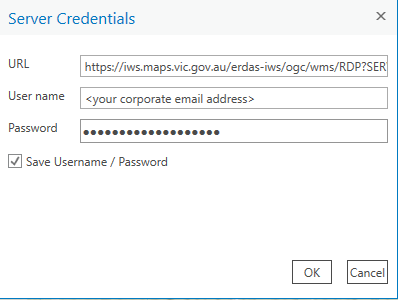 Server Credentials
URL
https://iws.maps.vic.gov.au/erdas-iws/ogc/wms/RDP?SER
User name
<your corporate email address>
Password
●●●●●●●●●●●●●●●●●●●
Save Username / Password
OK
Cancel